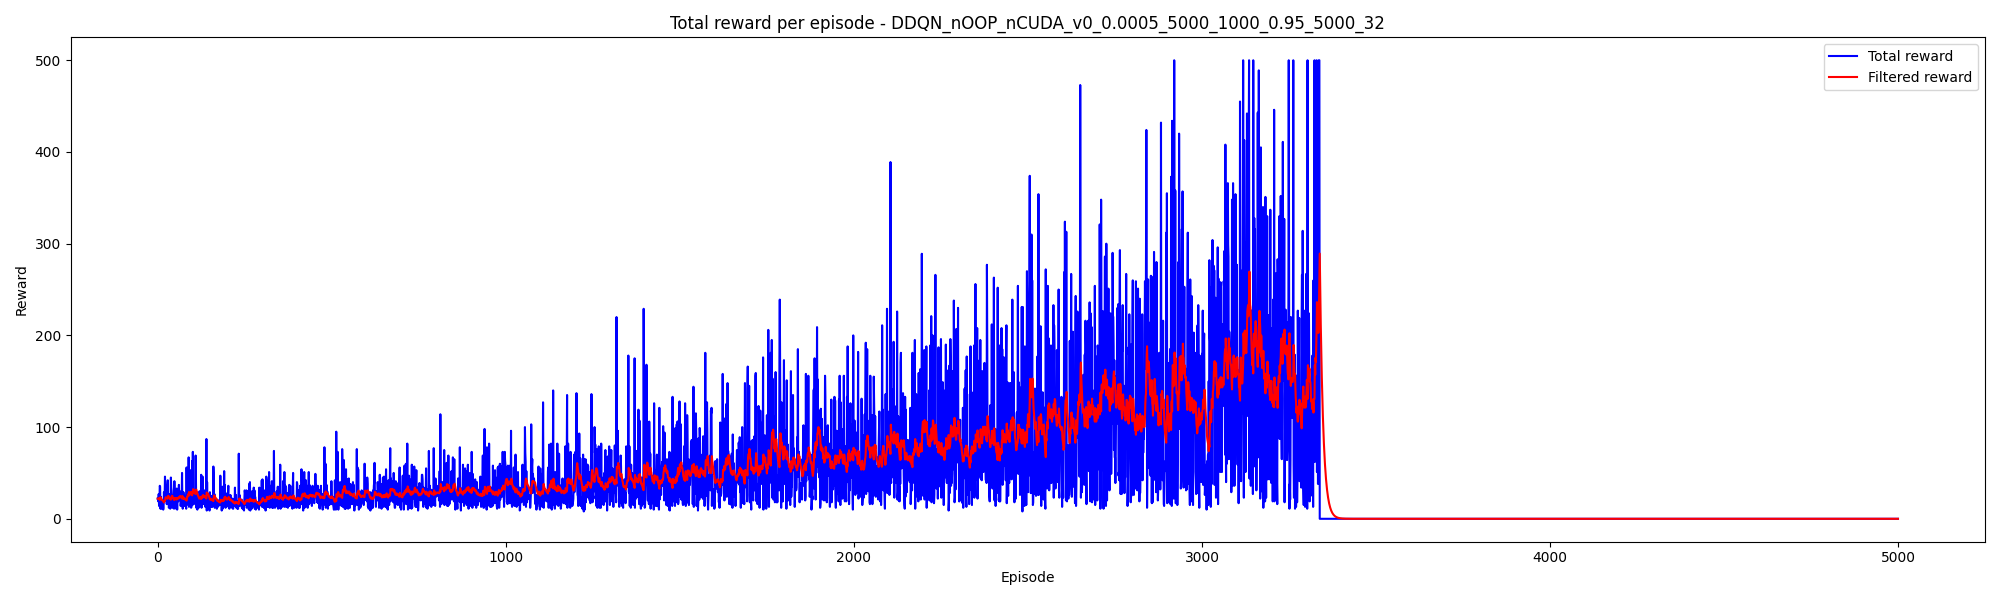 Total reward per episode - DDQN_nOOP_nCUDA_v0_0.0005_5000_1000_0.95_5000_32
Total reward
Filtered reward
Reward
500
400
300
200
100
0
0 1000 2000 3000 4000 5000
Episode